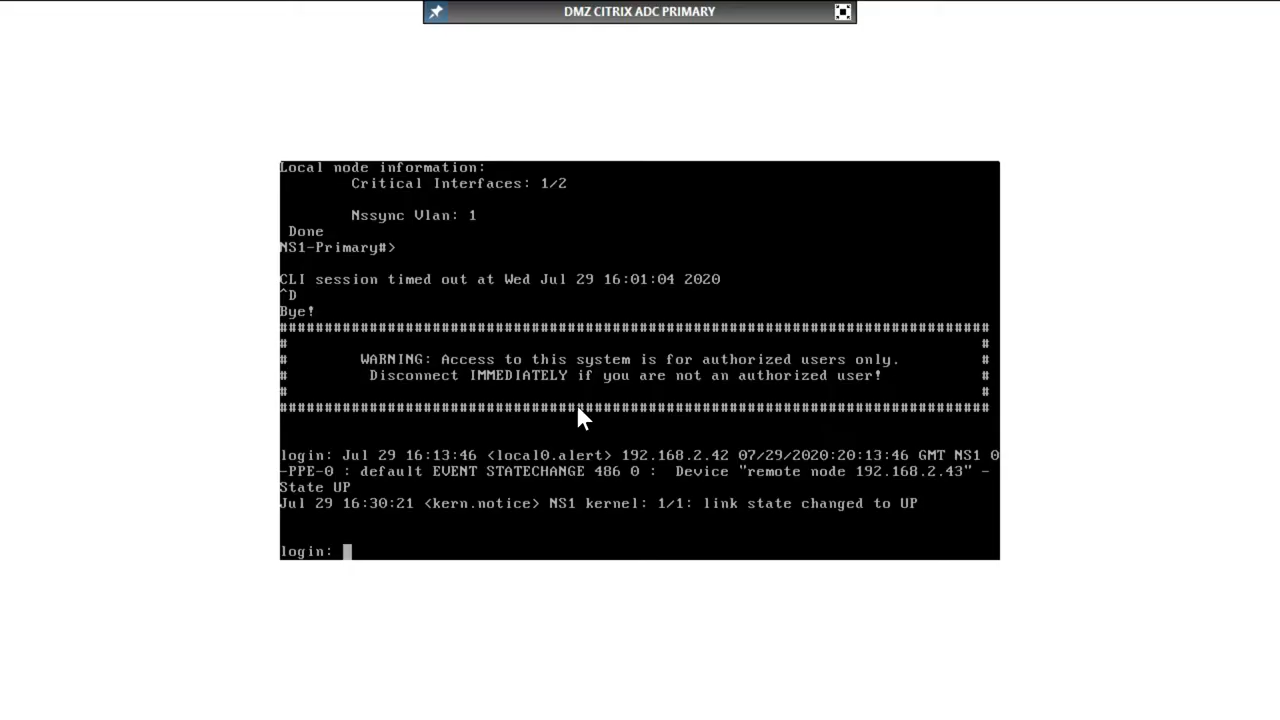 DMZ CITRIX ADC PRIMARY
Local node information:
Critical Interfaces: 1/2
Nssync Vlan: 1
Done
NS1-Primary#>
CLI session timed out at Wed Jul 29 16:01:04 2020
^D
Bye!
###############################################################################
# #
# WARNING: Access to this system is for authorized users only. #
# Disconnect IMMEDIATELY if you are not an authorized user! #
# #
###############################################################################
login: Jul 29 16:13:46 <local0.alert> 192.168.2.42 07/29/2020:20:13:46 GMT NS1 0
-PPE-0 : default EVENT STATECHANGE 486 0 : Device "remote node 192.168.2.43" -
State UP
Jul 29 16:30:21 <kern.notice> NS1 kernel: 1/1: link state changed to UP
login: